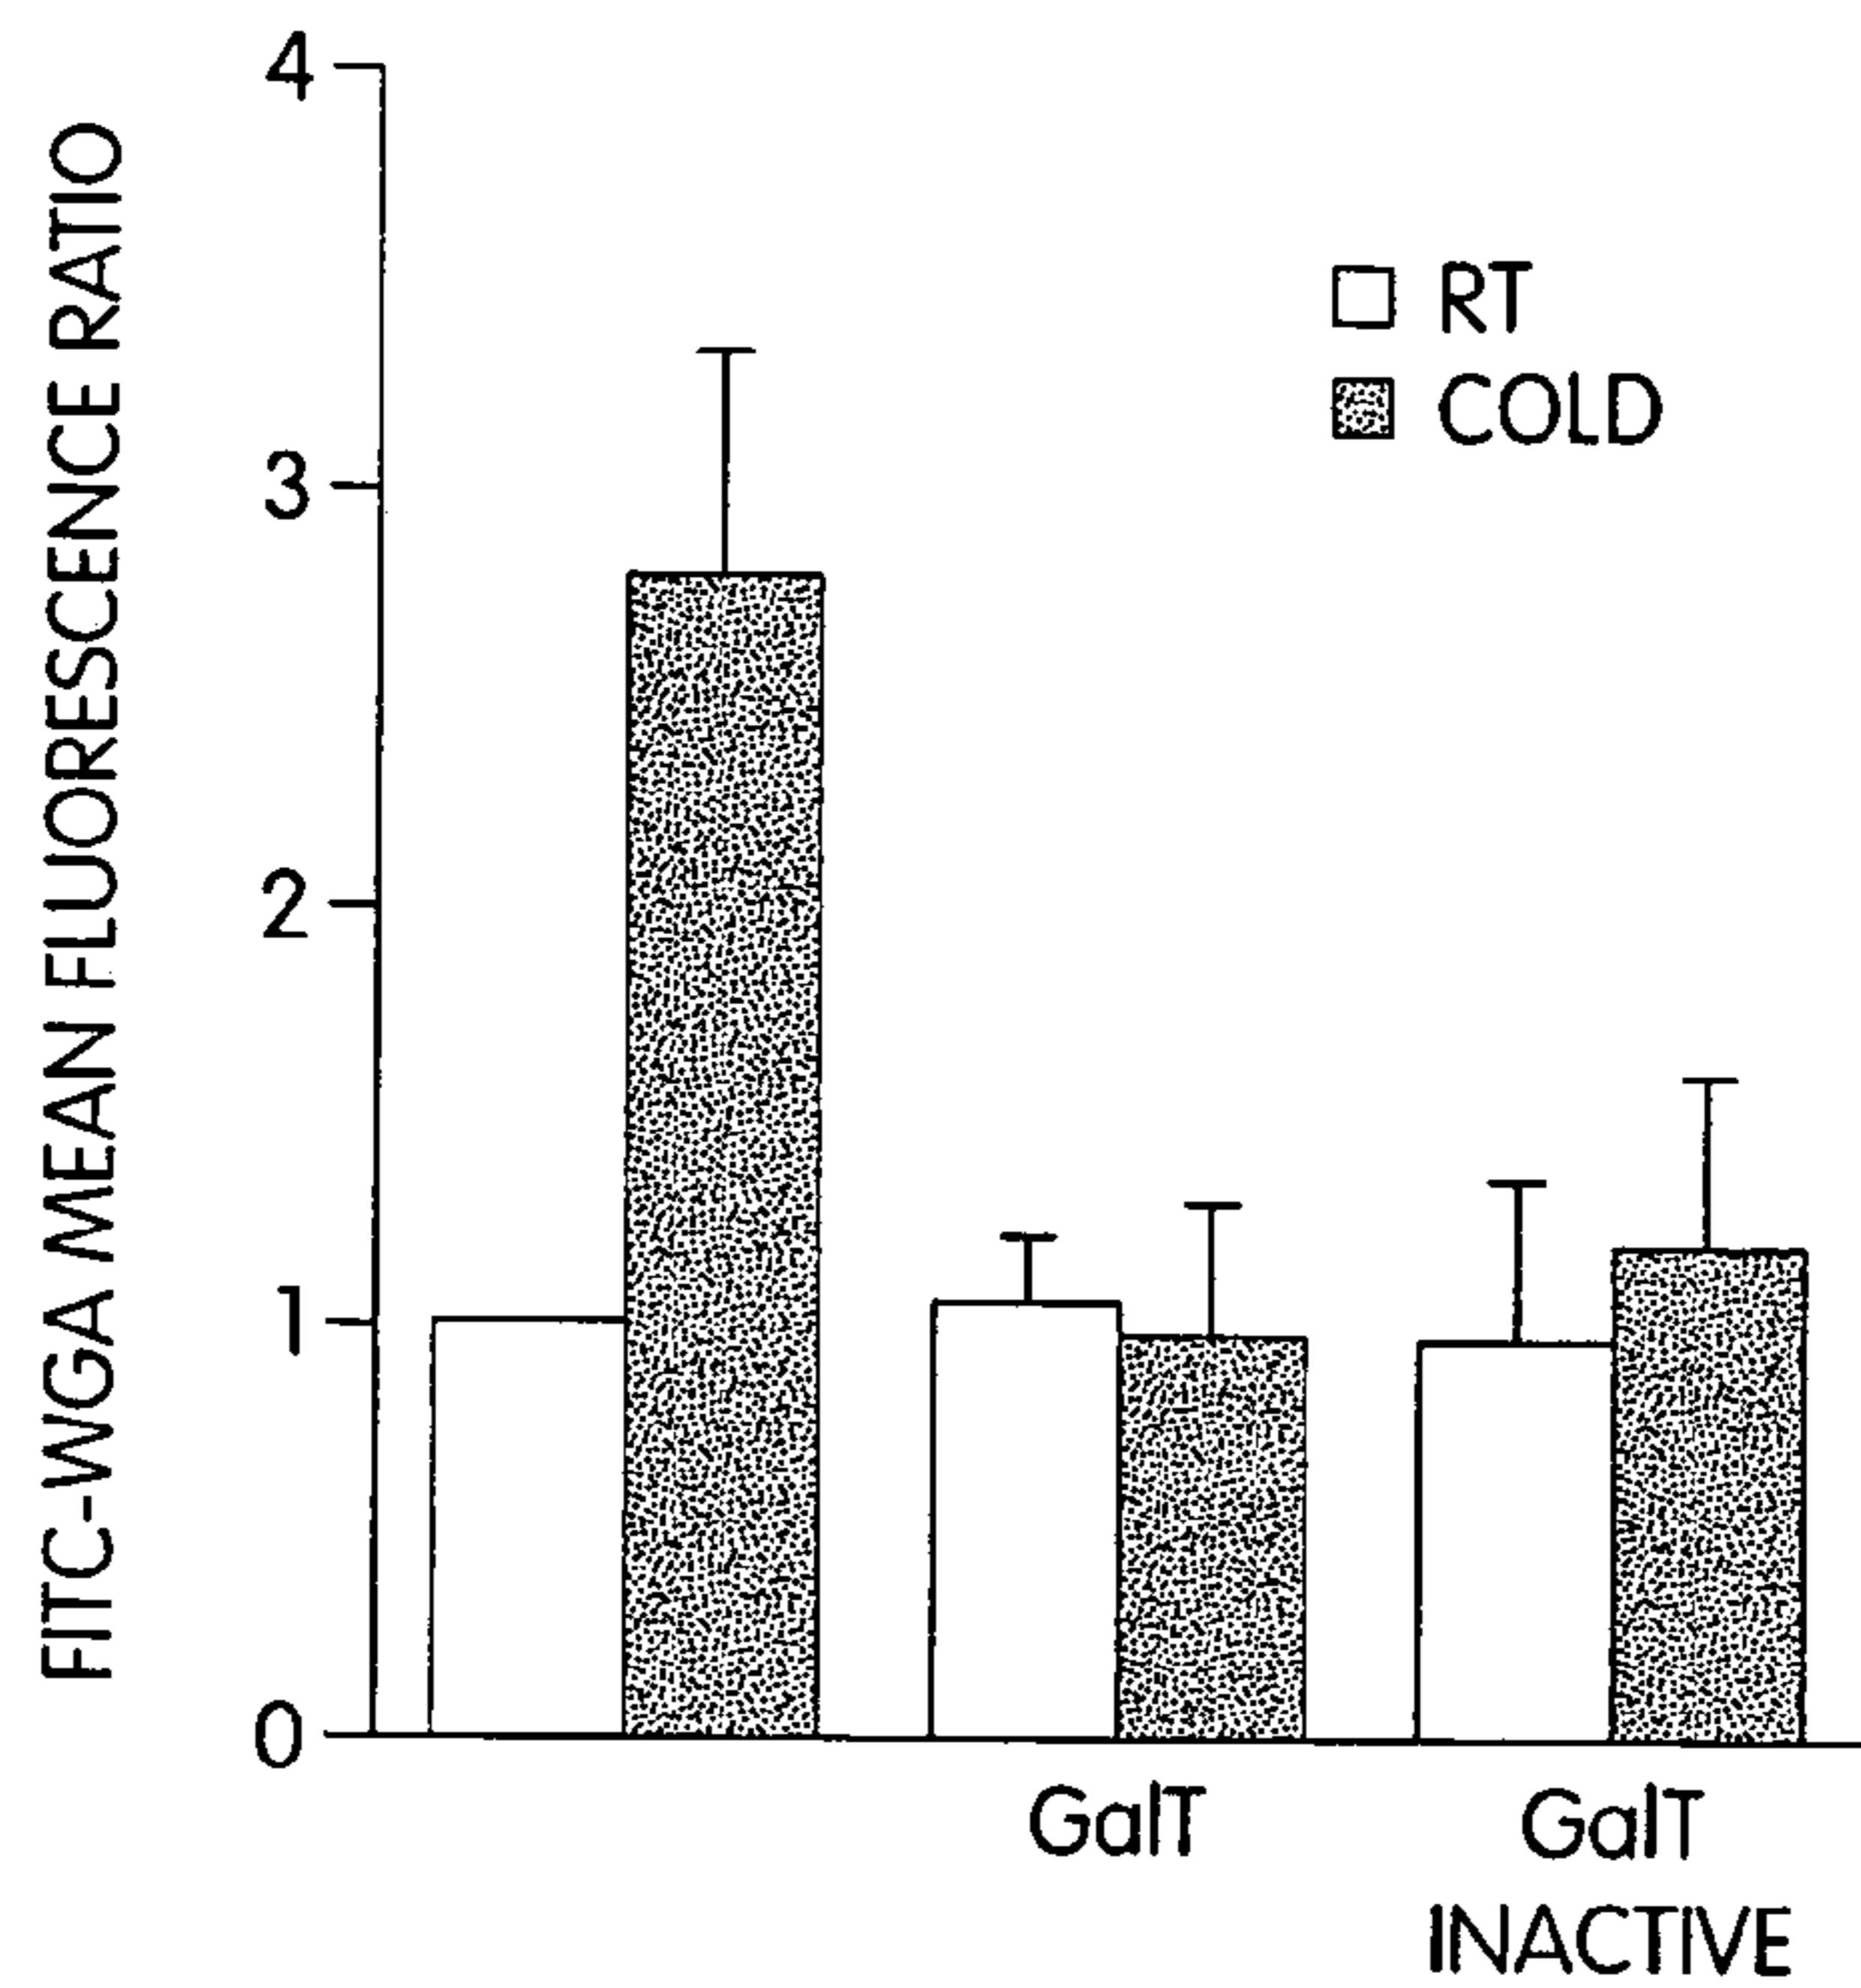 FITC-WGA MEAN FLUORESCENCE RATIO
4
3
2
1
0
RT
COLD
GalT
GalT
INACTIVE